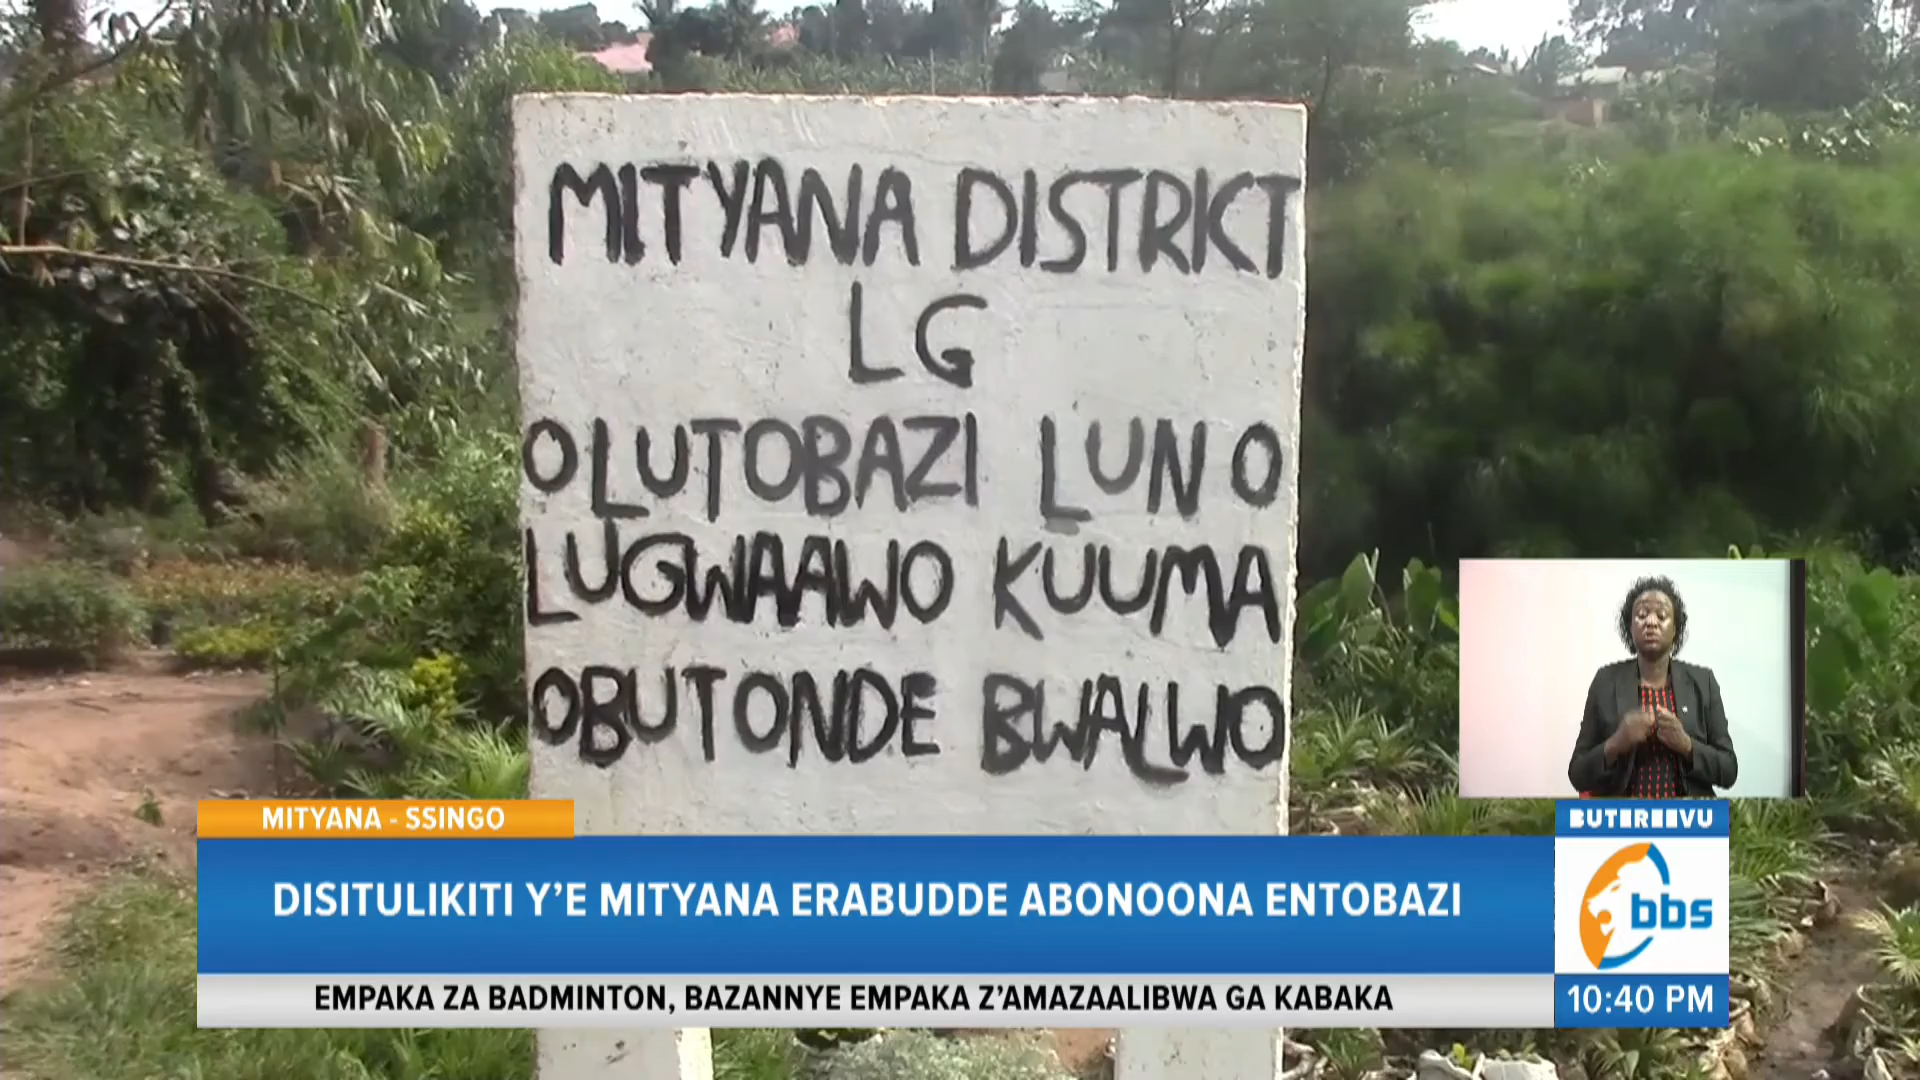 MITYANA DISTRICT
LG
OLUTOBAZI LUNO
LUGWAAWO KUUMA
OBUTONDE BWALWO
MITYANA - SSINGO
BUTEREEVU
DISITULIKITI Y'E MITYANA ERABUDDE ABONOONA ENTOBAZI
bbs
EMPAKA ZA BADMINTON, BAZANNYE EMPAKA Z'AMAZAALIBWA GA KABAKA
10:40 PM